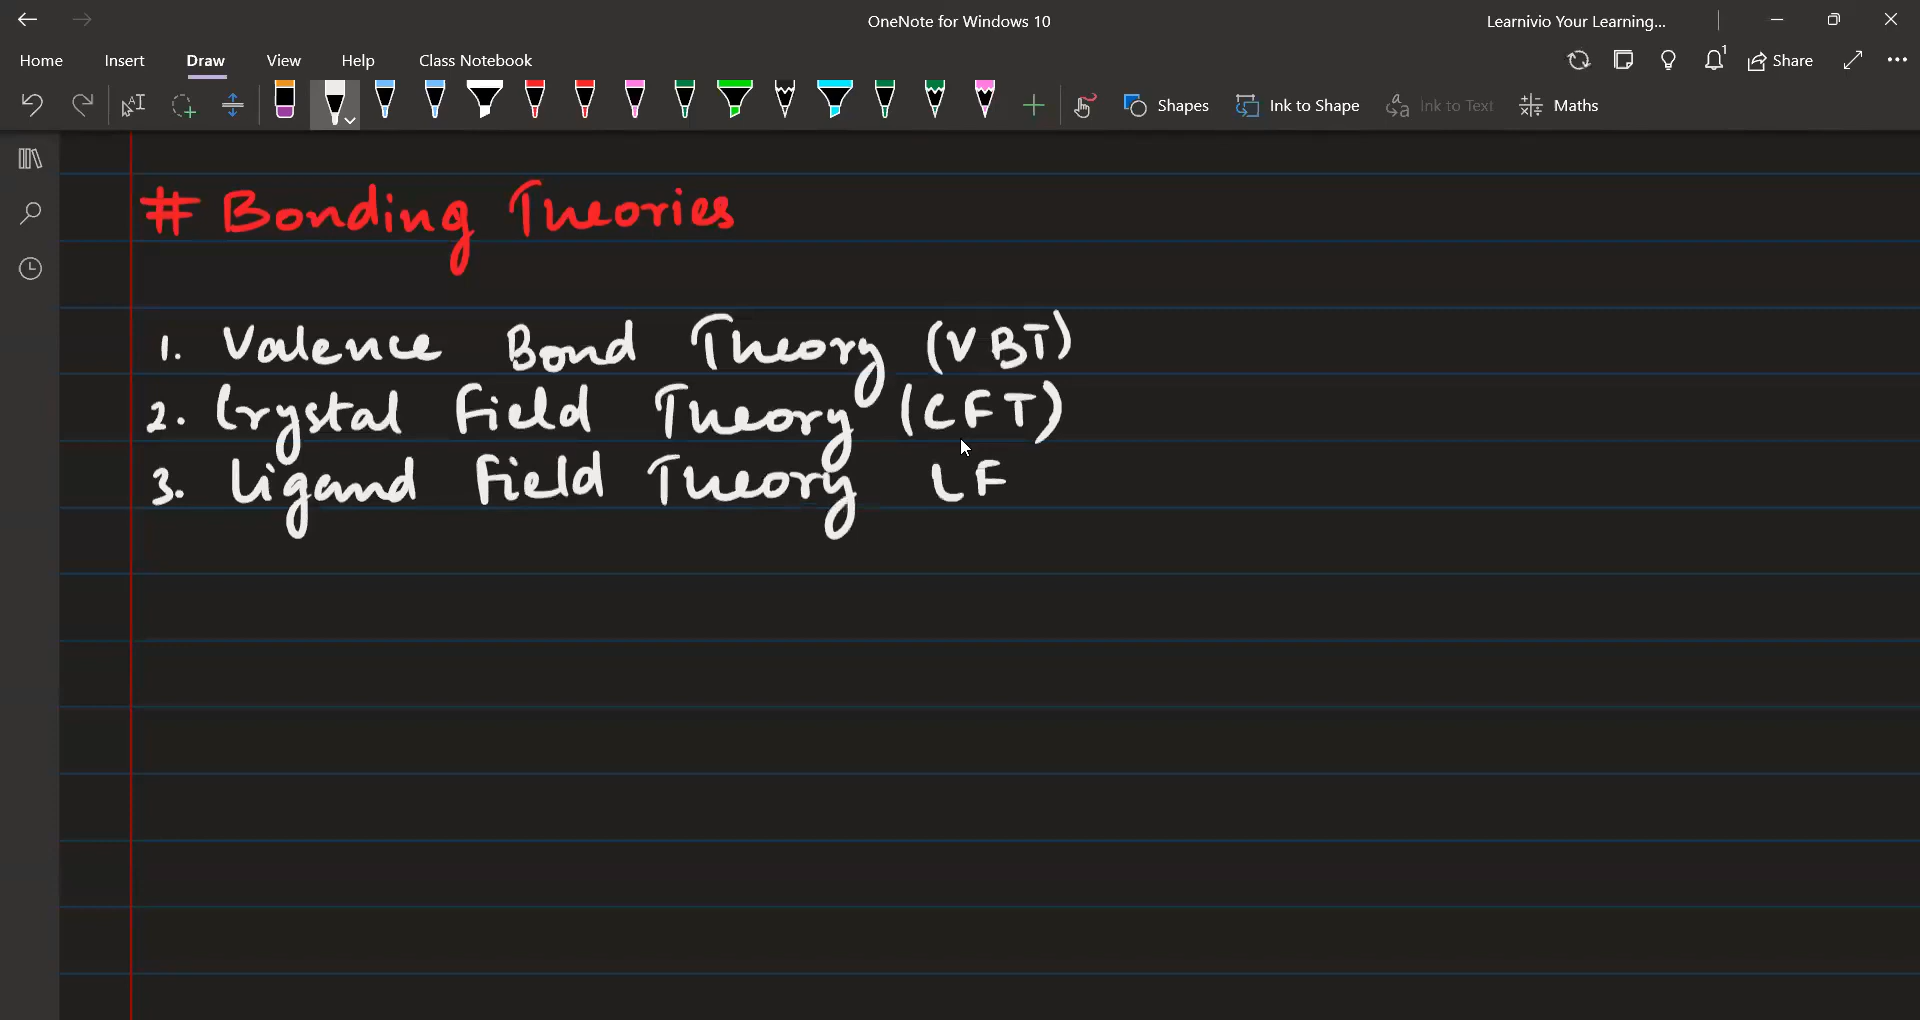 OneNote for Windows 10
Learnivio Your Learning...
Home Insert Draw View Help Class Notebook
1
Share
Shapes Ink to Shape Ink to Text Maths
# Bonding Theories
1. Valence Bond Theory (VBT)
2. Crystal Field Theory (CFT)
3. Ligand Field Theory LF